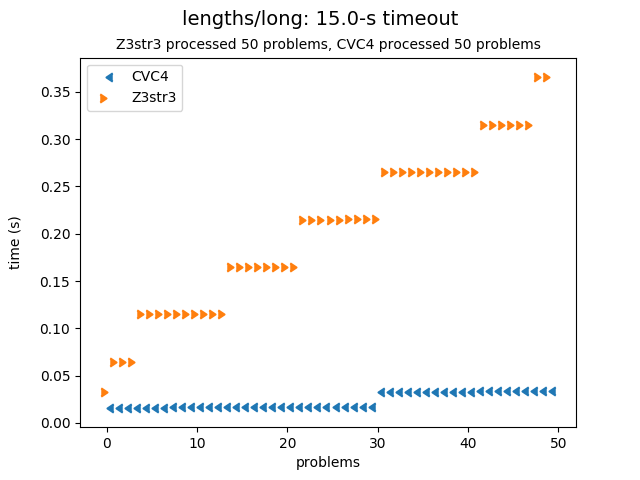 lengths/long: 15.0-s timeout
Z3str3 processed 50 problems, CVC4 processed 50 problems
CVC4
Z3str3
time (s)
0.35
0.30
0.25
0.20
0.15
0.10
0.05
0.00
0 10 20 30 40 50
problems